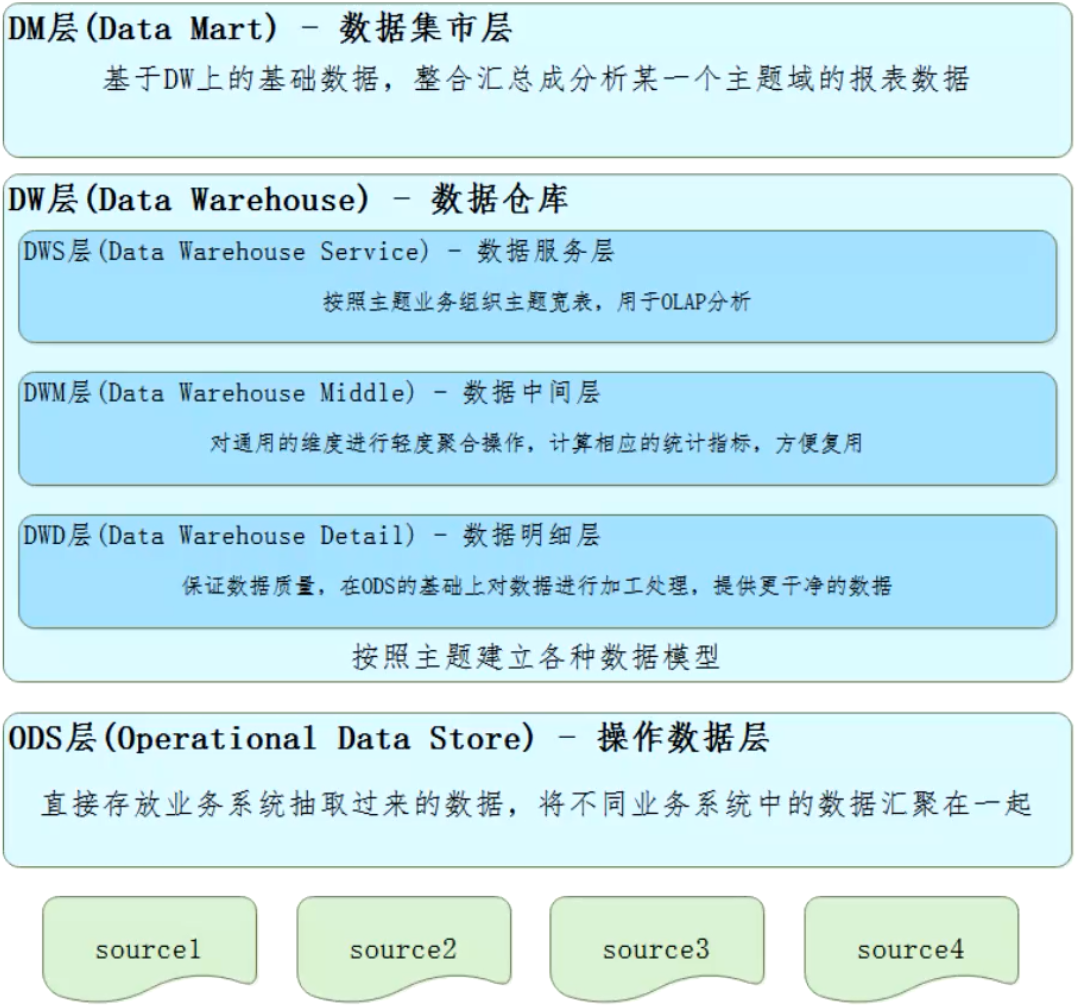 DM层(Data Mart) - 数据集市层
基于DW上的基础数据，整合汇总成分析某一个主题域的报表数据
DW层(Data Warehouse) - 数据仓库
DWS层(Data Warehouse Service) - 数据服务层
按照主题业务组织主题宽表，用于OLAP分析
DWM层(Data Warehouse Middle) - 数据中间层
对通用的维度进行轻度聚合操作，计算相应的统计指标，方便复用
DWD层(Data Warehouse Detail) - 数据明细层
保证数据质量，在ODS的基础上对数据进行加工处理，提供更干净的数据
按照主题建立各种数据模型
ODS层(Operational Data Store) - 操作数据层
直接存放业务系统抽取过来的数据，将不同业务系统中的数据汇聚在一起
source1
source2
source3
source4